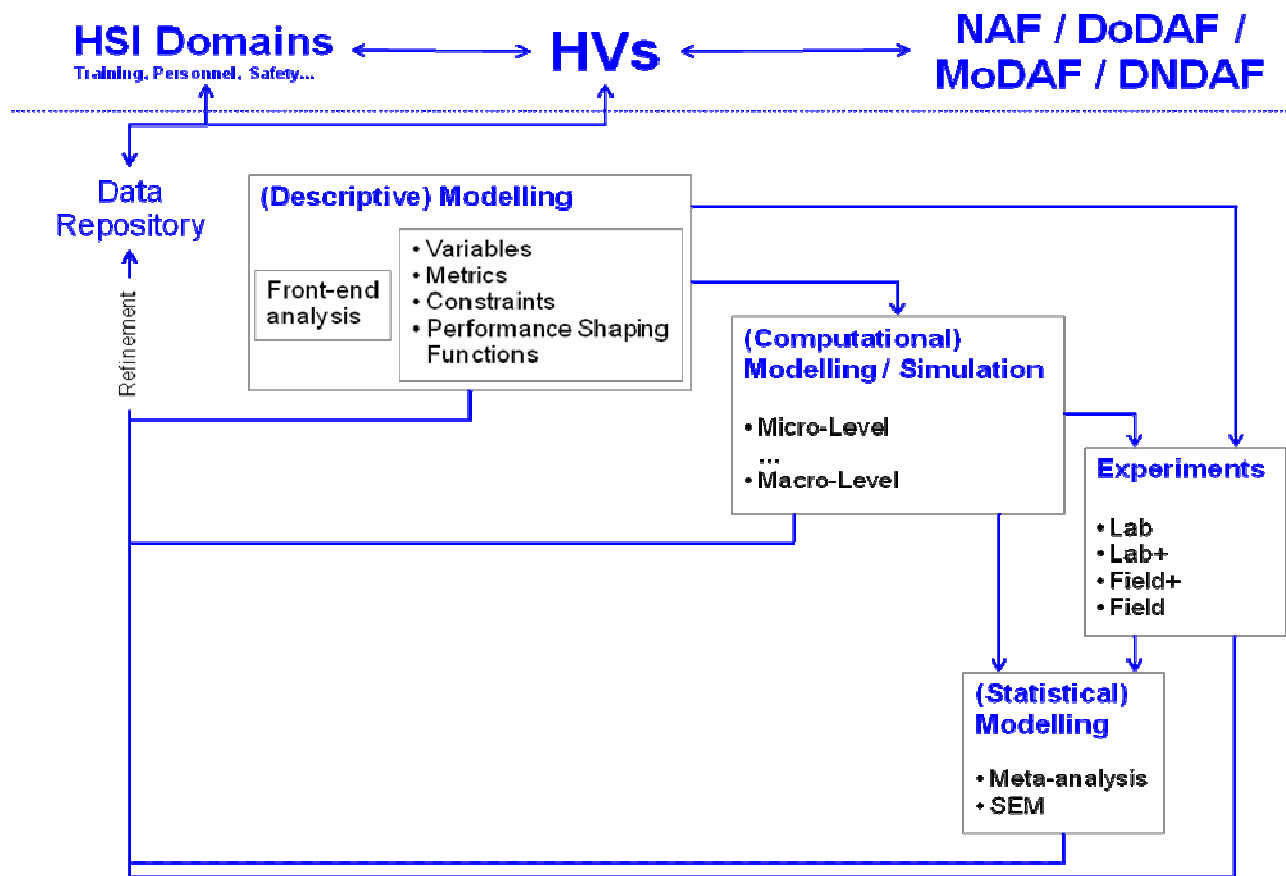 HSI Domains
Training, Personnel, Safety...
HVs
NAF / DoDAF /
MoDAF / DNDAF
Data
Repository
Refinement
(Descriptive) Modelling
Front-end
analysis
• Variables
• Metrics
• Constraints
• Performance Shaping
Functions
(Computational)
Modelling / Simulation
• Micro-Level
...
• Macro-Level
Experiments
• Lab
• Lab+
• Field+
• Field
(Statistical)
Modelling
• Meta-analysis
• SEM